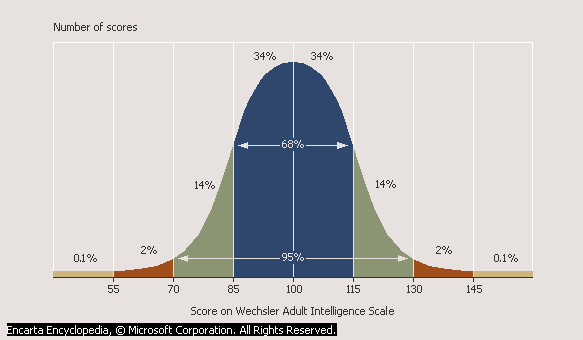 Number of scores
34% 34%
68%
14% 14%
2% 95% 2%
0.1% 0.1%
55 70 85 100 115 130 145
Score on Wechsler Adult Intelligence Scale
Encarta Encyclopedia, © Microsoft Corporation. All Rights Reserved.